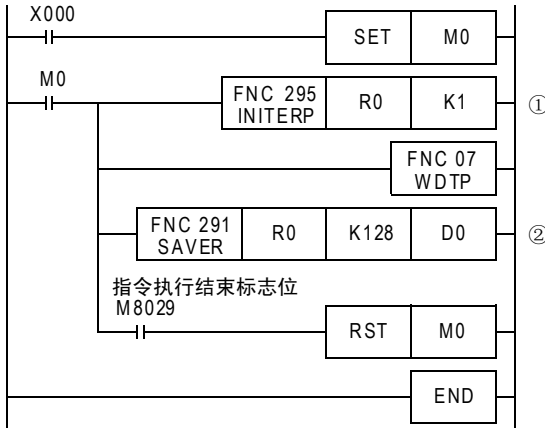 X000
SET M0
M0
FNC 295
INITERP R0 K1 ①
FNC 07
WDTP
FNC 291
SAVER R0 K128 D0 ②
指令执行结束标志位
M8029
RST M0
END